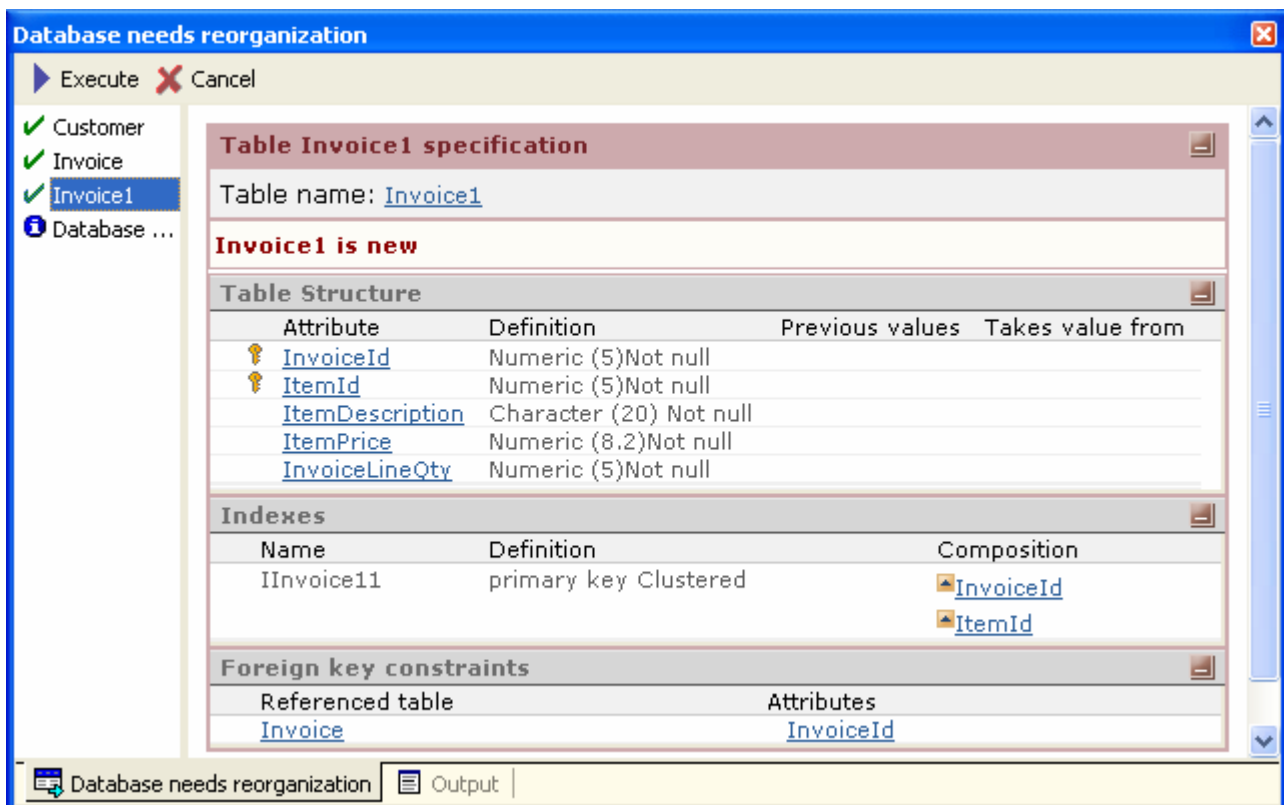 Database needs reorganization
Execute Cancel
Customer
Invoice
Invoice1
Database ...
Table Invoice1 specification
Table name: Invoice1
Invoice1 is new
Table Structure
Attribute Definition Previous values Takes value from
InvoiceId Numeric (5)Not null
ItemId Numeric (5)Not null
ItemDescription Character (20) Not null
ItemPrice Numeric (8.2)Not null
InvoiceLineQty Numeric (5)Not null
Indexes
Name Definition Composition
IInvoice11 primary key Clustered InvoiceId
ItemId
Foreign key constraints
Referenced table Attributes
Invoice InvoiceId
Database needs reorganization Output